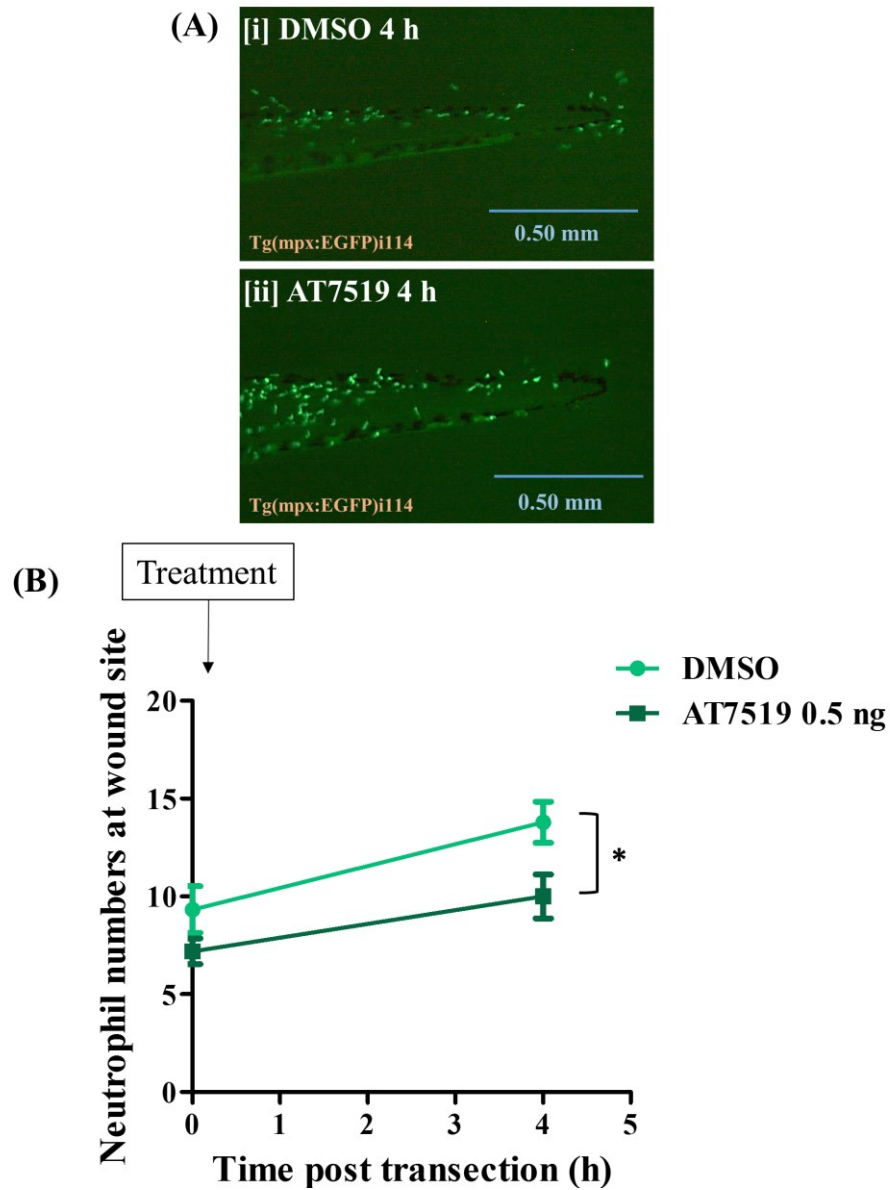 (A)
[i] DMSO 4 h
0.50 mm
Tg(mpx:EGFP)i114
[ii] AT7519 4 h
0.50 mm
Tg(mpx:EGFP)i114
(B)
Treatment
Neutrophil numbers at wound site
20
15
10
5
0
DMSO
AT7519 0.5 ng
*
0 1 2 3 4 5
Time post transection (h)